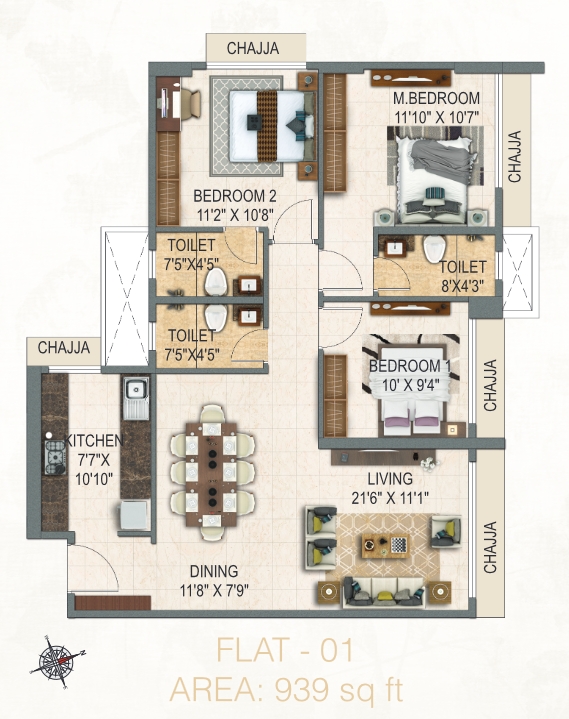 CHAJJA
M.BEDROOM
11'10" X 10'7"
CHAJJA
BEDROOM 2
11'2" X 10'8"
TOILET
7'5"X4'5"
TOILET
8'X4'3"
TOILET
7'5"X4'5"
CHAJJA
BEDROOM 1
10' X 9'4"
CHAJJA
KITCHEN
7'7"X
10'10"
LIVING
21'6" X 11'1"
CHAJJA
DINING
11'8" X 7'9"
N
FLAT - 01
AREA: 939 sq ft